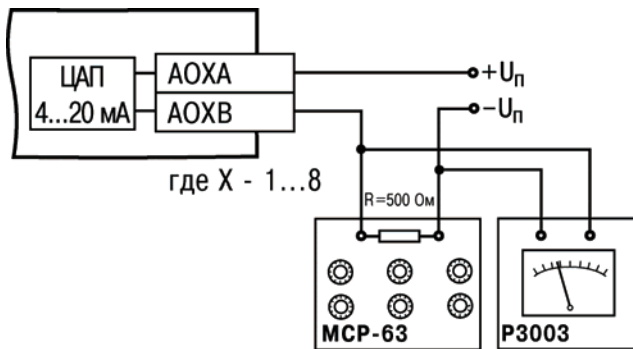 ЦАП
4...20 мА
AOXA
AOXB
+Uп
-Uп
где X - 1...8
R=500 Ом
МСР-63
Р3003